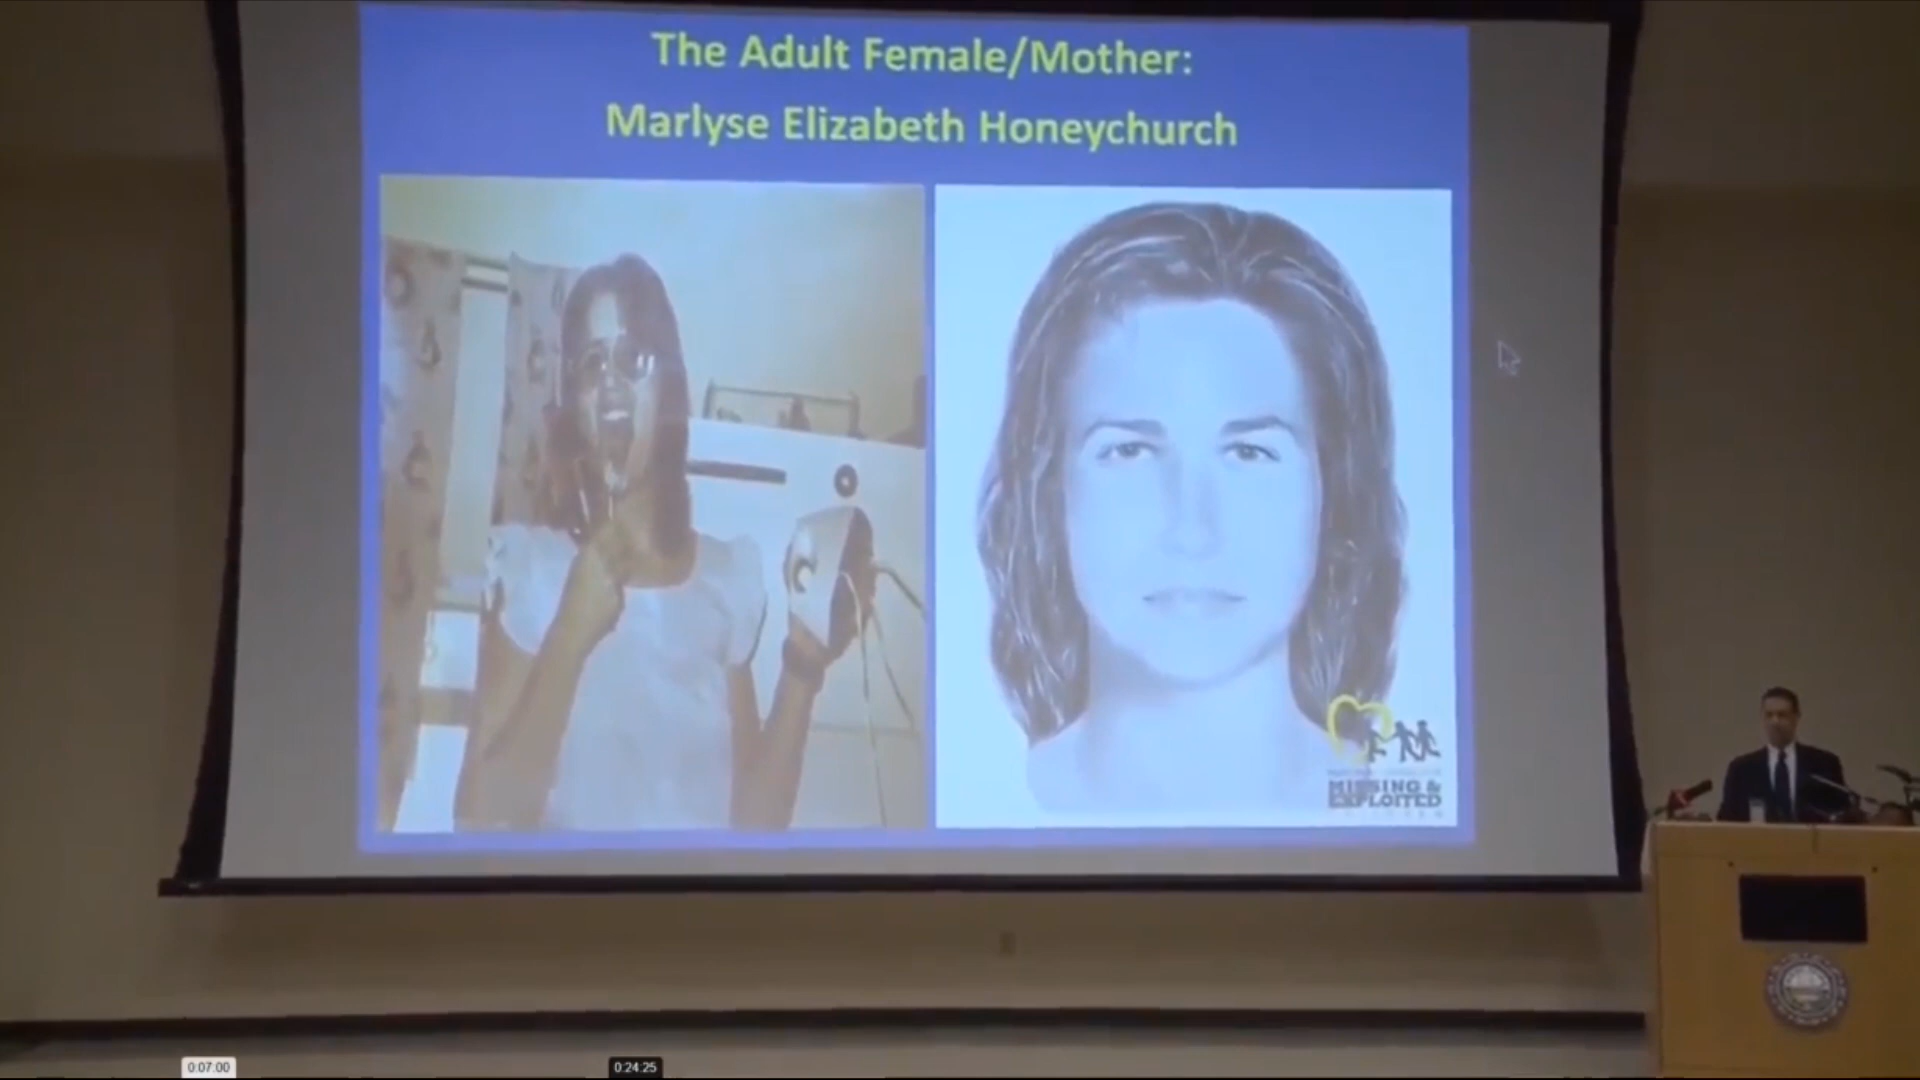 The Adult Female/Mother:
Marlyse Elizabeth Honeychurch
MISSING &
EXPLOITED
0:07.00
0:24:25